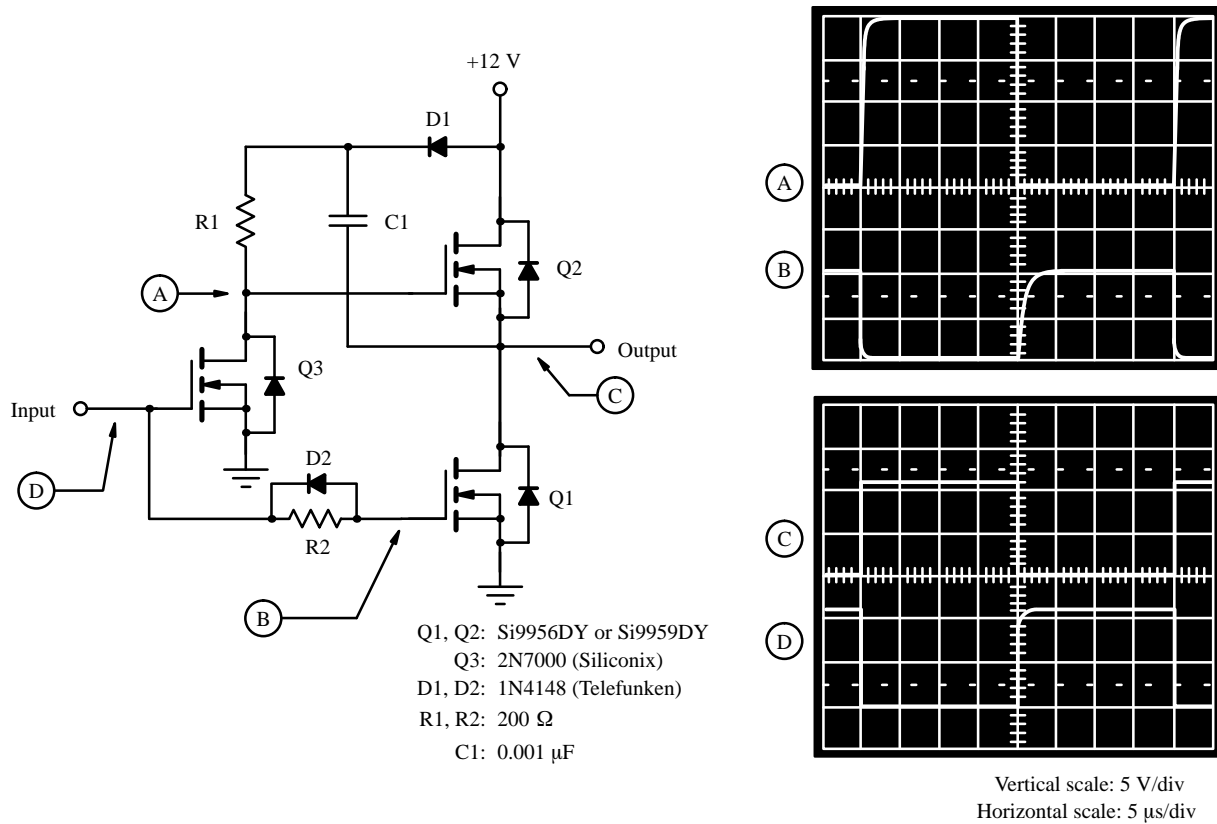 +12 V
D1
R1
C1
A
Q2
Output
Q3
C
Input
D2
D
Q1
R2
B
Q1, Q2: Si9956DY or Si9959DY
Q3: 2N7000 (Siliconix)
D1, D2: 1N4148 (Telefunken)
R1, R2: 200 Ω
C1: 0.001 μF
A
B
C
D
Vertical scale: 5 V/div
Horizontal scale: 5 μs/div